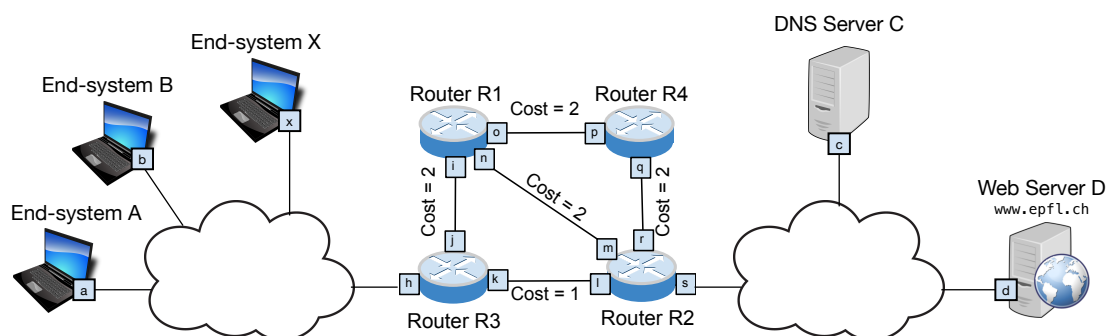 DNS Server C
End-system X
End-system B
Router R1
Router R4
Cost = 2
x
o
p
c
b
i
n
q
Web Server D
www.epfl.ch
End-system A
Cost = 2
Cost = 2
Cost = 2
j
m
r
a
h
k
l
s
d
Cost = 1
Router R3
Router R2